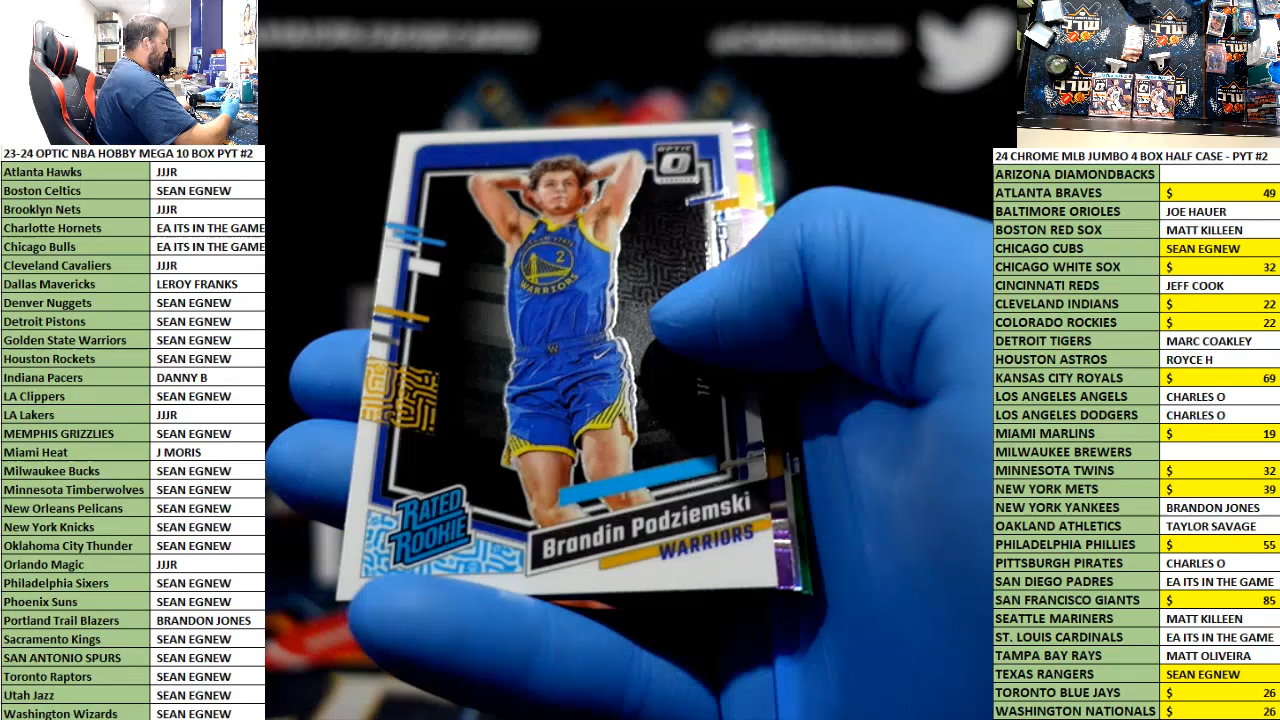 23-24 OPTIC NBA HOBBY MEGA 10 BOX PYT #2
Atlanta Hawks JJJR
Boston Celtics SEAN EGNEW
Brooklyn Nets JJJR
Charlotte Hornets EA ITS IN THE GAME
Chicago Bulls EA ITS IN THE GAME
Cleveland Cavaliers JJJR
Dallas Mavericks LEROY FRANKS
Denver Nuggets SEAN EGNEW
Detroit Pistons SEAN EGNEW
Golden State Warriors SEAN EGNEW
Houston Rockets SEAN EGNEW
Indiana Pacers DANNY B
LA Clippers SEAN EGNEW
LA Lakers JJJR
MEMPHIS GRIZZLIES SEAN EGNEW
Miami Heat J MORIS
Milwaukee Bucks SEAN EGNEW
Minnesota Timberwolves SEAN EGNEW
New Orleans Pelicans SEAN EGNEW
New York Knicks SEAN EGNEW
Oklahoma City Thunder SEAN EGNEW
Orlando Magic JJJR
Philadelphia Sixers SEAN EGNEW
Phoenix Suns SEAN EGNEW
Portland Trail Blazers BRANDON JONES
Sacramento Kings SEAN EGNEW
SAN ANTONIO SPURS SEAN EGNEW
Toronto Raptors SEAN EGNEW
Utah Jazz SEAN EGNEW
Washington Wizards SEAN EGNEW
OPTIC
2
WARRIORS
RATED
ROOKIE
Brandin Podziemski
WARRIORS
24 CHROME MLB JUMBO 4 BOX HALF CASE - PYT #2
ARIZONA DIAMONDBACKS
ATLANTA BRAVES $ 49
BALTIMORE ORIOLES JOE HAUER
BOSTON RED SOX MATT KILLEEN
CHICAGO CUBS SEAN EGNEW
CHICAGO WHITE SOX $ 32
CINCINNATI REDS JEFF COOK
CLEVELAND INDIANS $ 22
COLORADO ROCKIES $ 22
DETROIT TIGERS MARC COAKLEY
HOUSTON ASTROS ROYCE H
KANSAS CITY ROYALS $ 69
LOS ANGELES ANGELS CHARLES O
LOS ANGELES DODGERS CHARLES O
MIAMI MARLINS $ 19
MILWAUKEE BREWERS
MINNESOTA TWINS $ 32
NEW YORK METS $ 39
NEW YORK YANKEES BRANDON JONES
OAKLAND ATHLETICS TAYLOR SAVAGE
PHILADELPHIA PHILLIES $ 55
PITTSBURGH PIRATES CHARLES O
SAN DIEGO PADRES EA ITS IN THE GAME
SAN FRANCISCO GIANTS $ 85
SEATTLE MARINERS MATT KILLEEN
ST. LOUIS CARDINALS EA ITS IN THE GAME
TAMPA BAY RAYS MATT OLIVEIRA
TEXAS RANGERS SEAN EGNEW
TORONTO BLUE JAYS $ 26
WASHINGTON NATIONALS $ 26